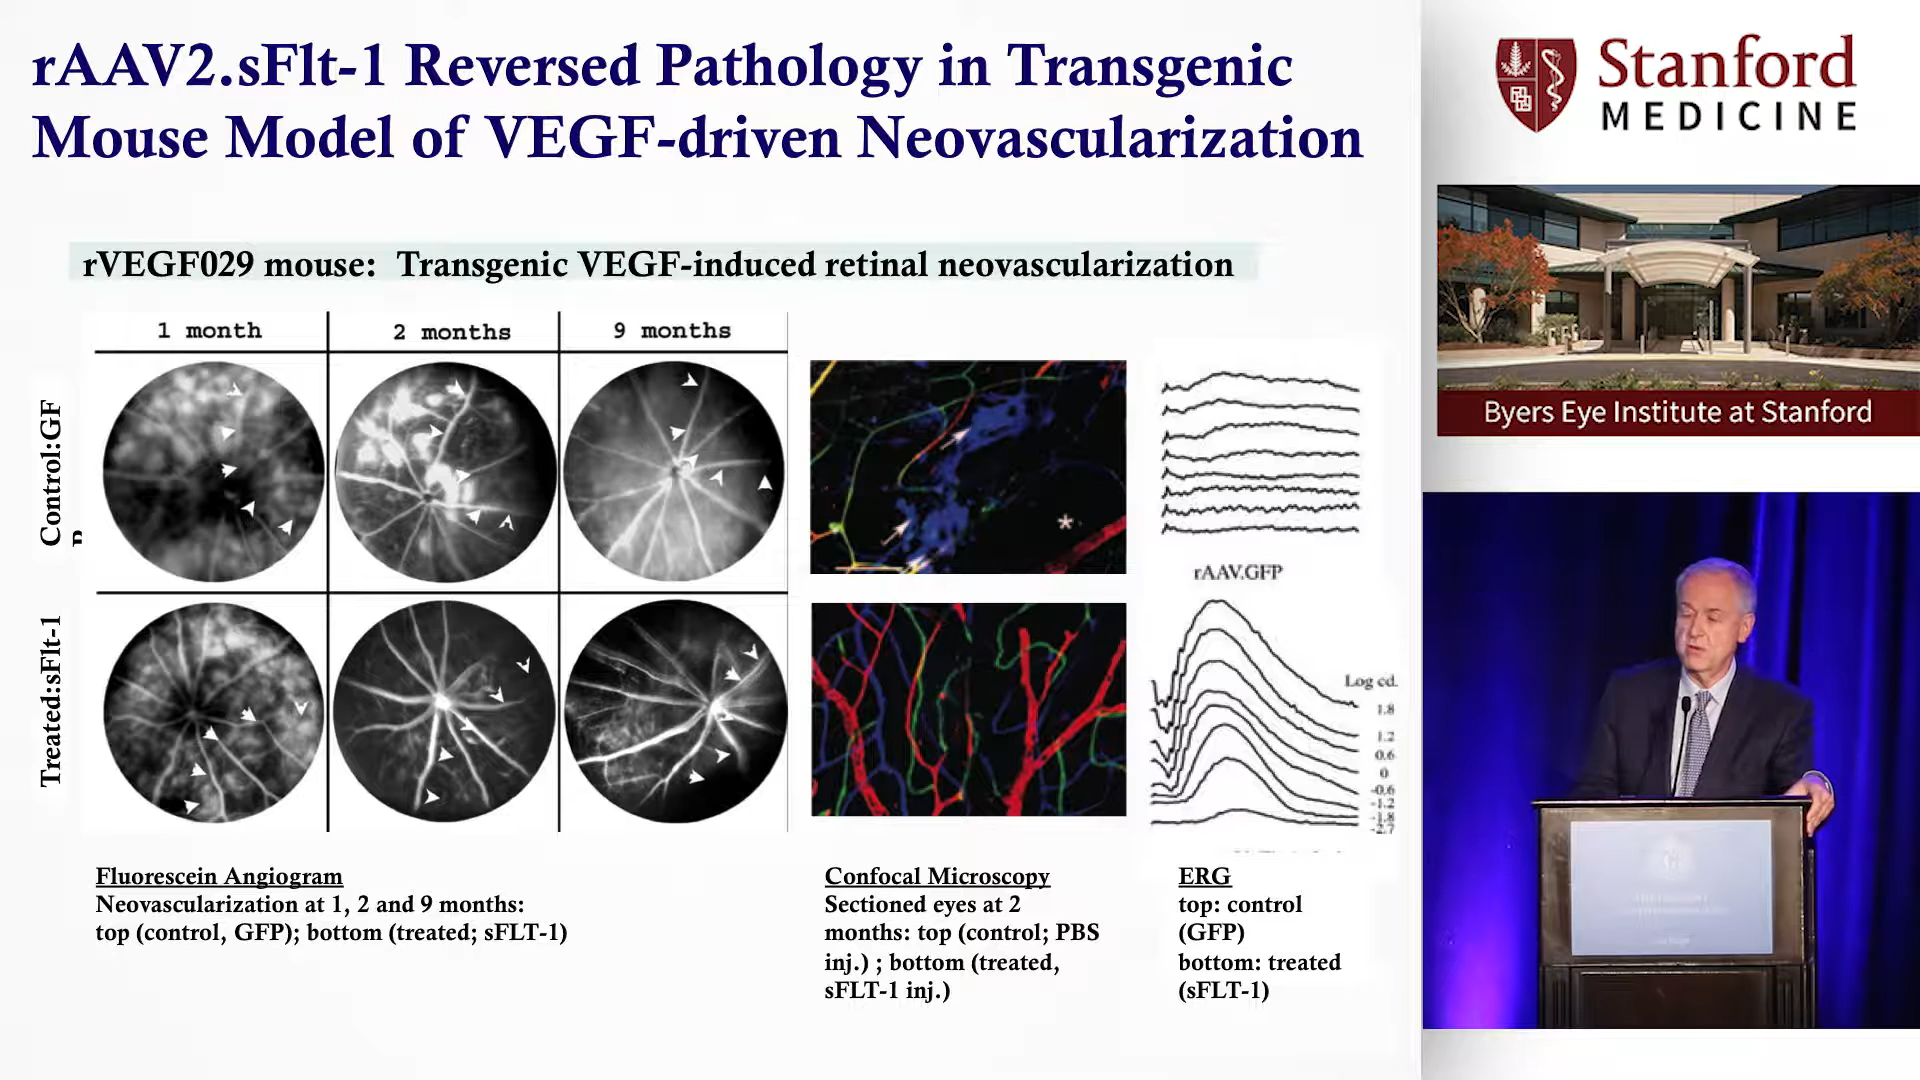 rAAV2.sFlt-1 Reversed Pathology in Transgenic
Mouse Model of VEGF-driven Neovascularization
rVEGF029 mouse: Transgenic VEGF-induced retinal neovascularization
1 month
2 months
9 months
Control:GF
P
Treated:sFlt-1
*
rAAV.GFP
Log cd.
1.8
1.2
0.6
0
-0.6
-1.2
-1.8
-2.7
Fluorescein Angiogram
Neovascularization at 1, 2 and 9 months:
top (control, GFP); bottom (treated; sFLT-1)
Confocal Microscopy
Sectioned eyes at 2
months: top (control; PBS
inj.) ; bottom (treated,
sFLT-1 inj.)
ERG
top: control
(GFP)
bottom: treated
(sFLT-1)
Stanford
MEDICINE
Byers Eye Institute at Stanford